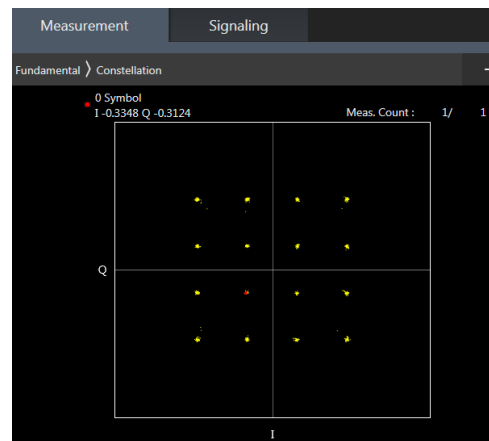 Measurement Signaling
Fundamental 〉 Constellation
0 Symbol
I -0.3348 Q -0.3124 Meas. Count : 1/ 1
Q
I